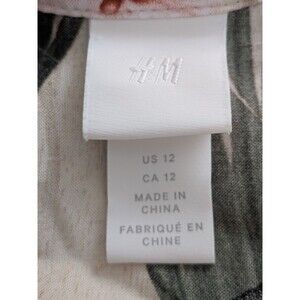 H&M
US 12
CA 12
MADE IN
CHINA
FABRIQUÉ EN
CHINE